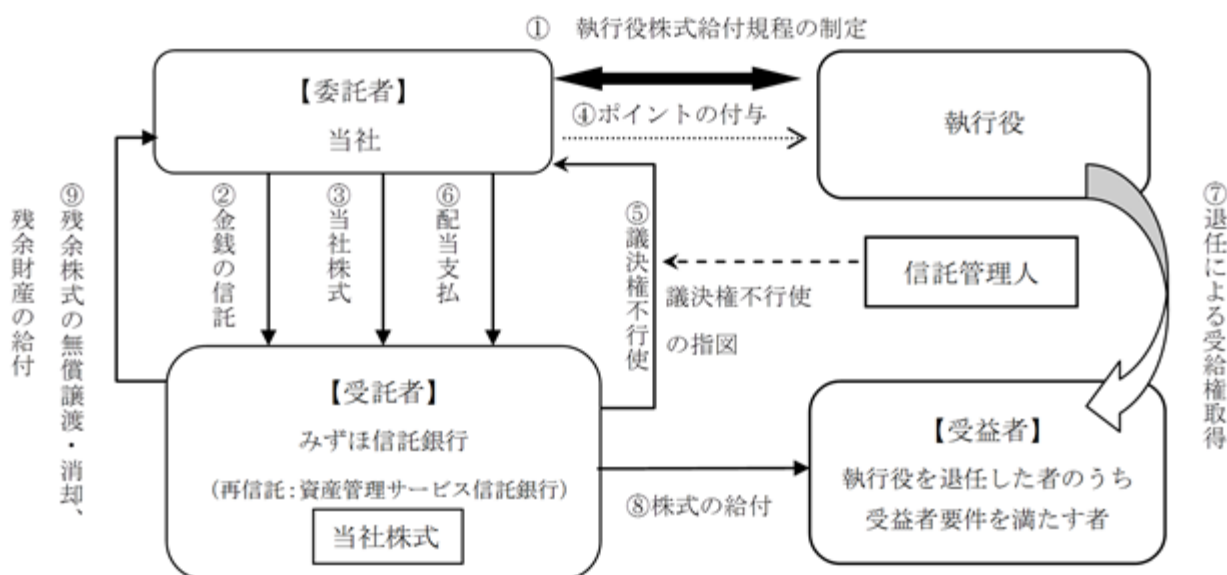 ① 執行役株式給付規程の制定
【委託者】
当社
④ポイントの付与
執行役
②金銭の信託
③当社株式
⑥配当支払
⑤議決権不行使
議決権不行使
の指図
信託管理人
⑦退任による受給権取得
⑨残余株式の無償譲渡・消却、
残余財産の給付
【受託者】
みずほ信託銀行
(再信託:資産管理サービス信託銀行)
当社株式
⑧株式の給付
【受益者】
執行役を退任した者のうち
受益者要件を満たす者